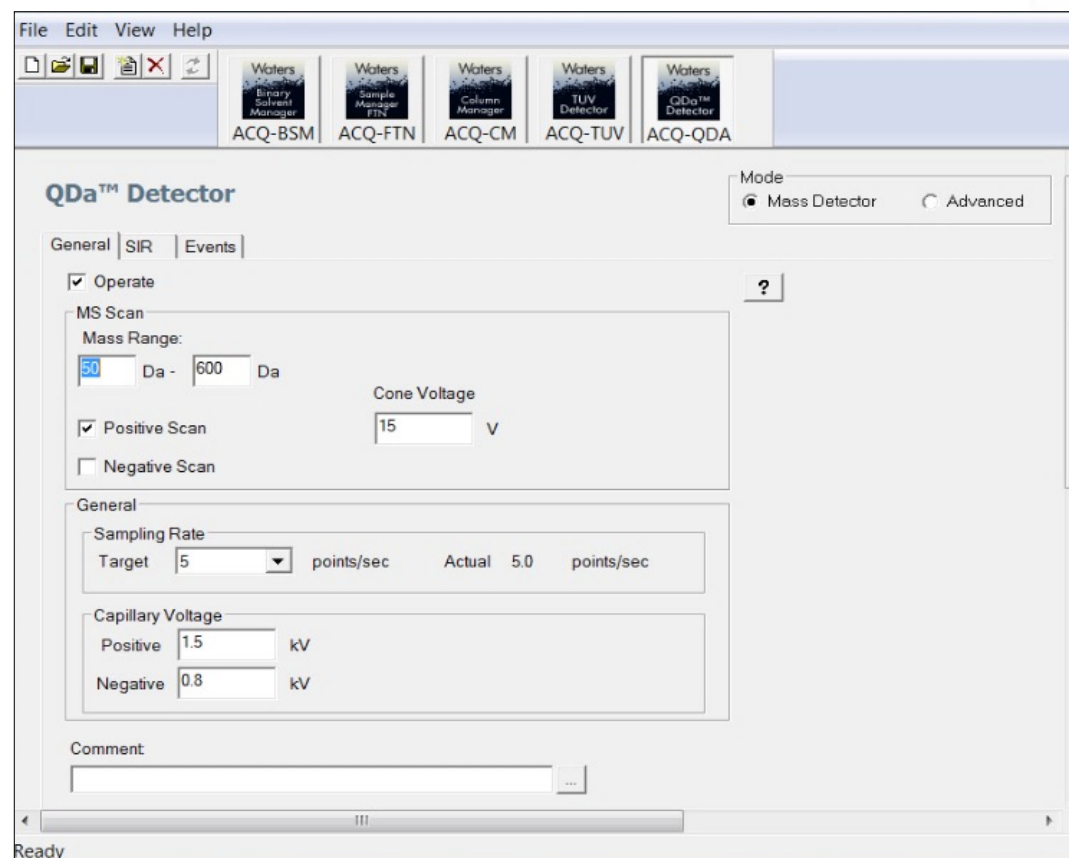 File Edit View Help
Waters Binary Solvent Manager ACQ-BSM
Waters Sample Manager FTN ACQ-FTN
Waters Column Manager ACQ-CM
Waters TUV Detector ACQ-TUV
Waters QDa™ Detector ACQ-QDA
QDa™ Detector
Mode
Mass Detector Advanced
General SIR Events
Operate
?
MS Scan
Mass Range:
50 Da - 600 Da
Cone Voltage
Positive Scan 15 V
Negative Scan
General
Sampling Rate
Target 5 points/sec Actual 5.0 points/sec
Capillary Voltage
Positive 1.5 kV
Negative 0.8 kV
Comment:
...
Ready